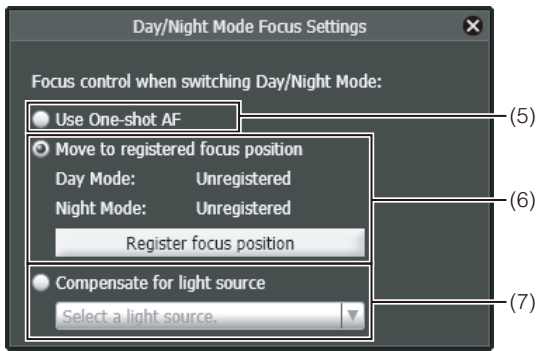 Day/Night Mode Focus Settings
Focus control when switching Day/Night Mode:
Use One-shot AF
(5)
Move to registered focus position
Day Mode: Unregistered
(6)
Night Mode: Unregistered
Register focus position
Compensate for light source
(7)
Select a light source.